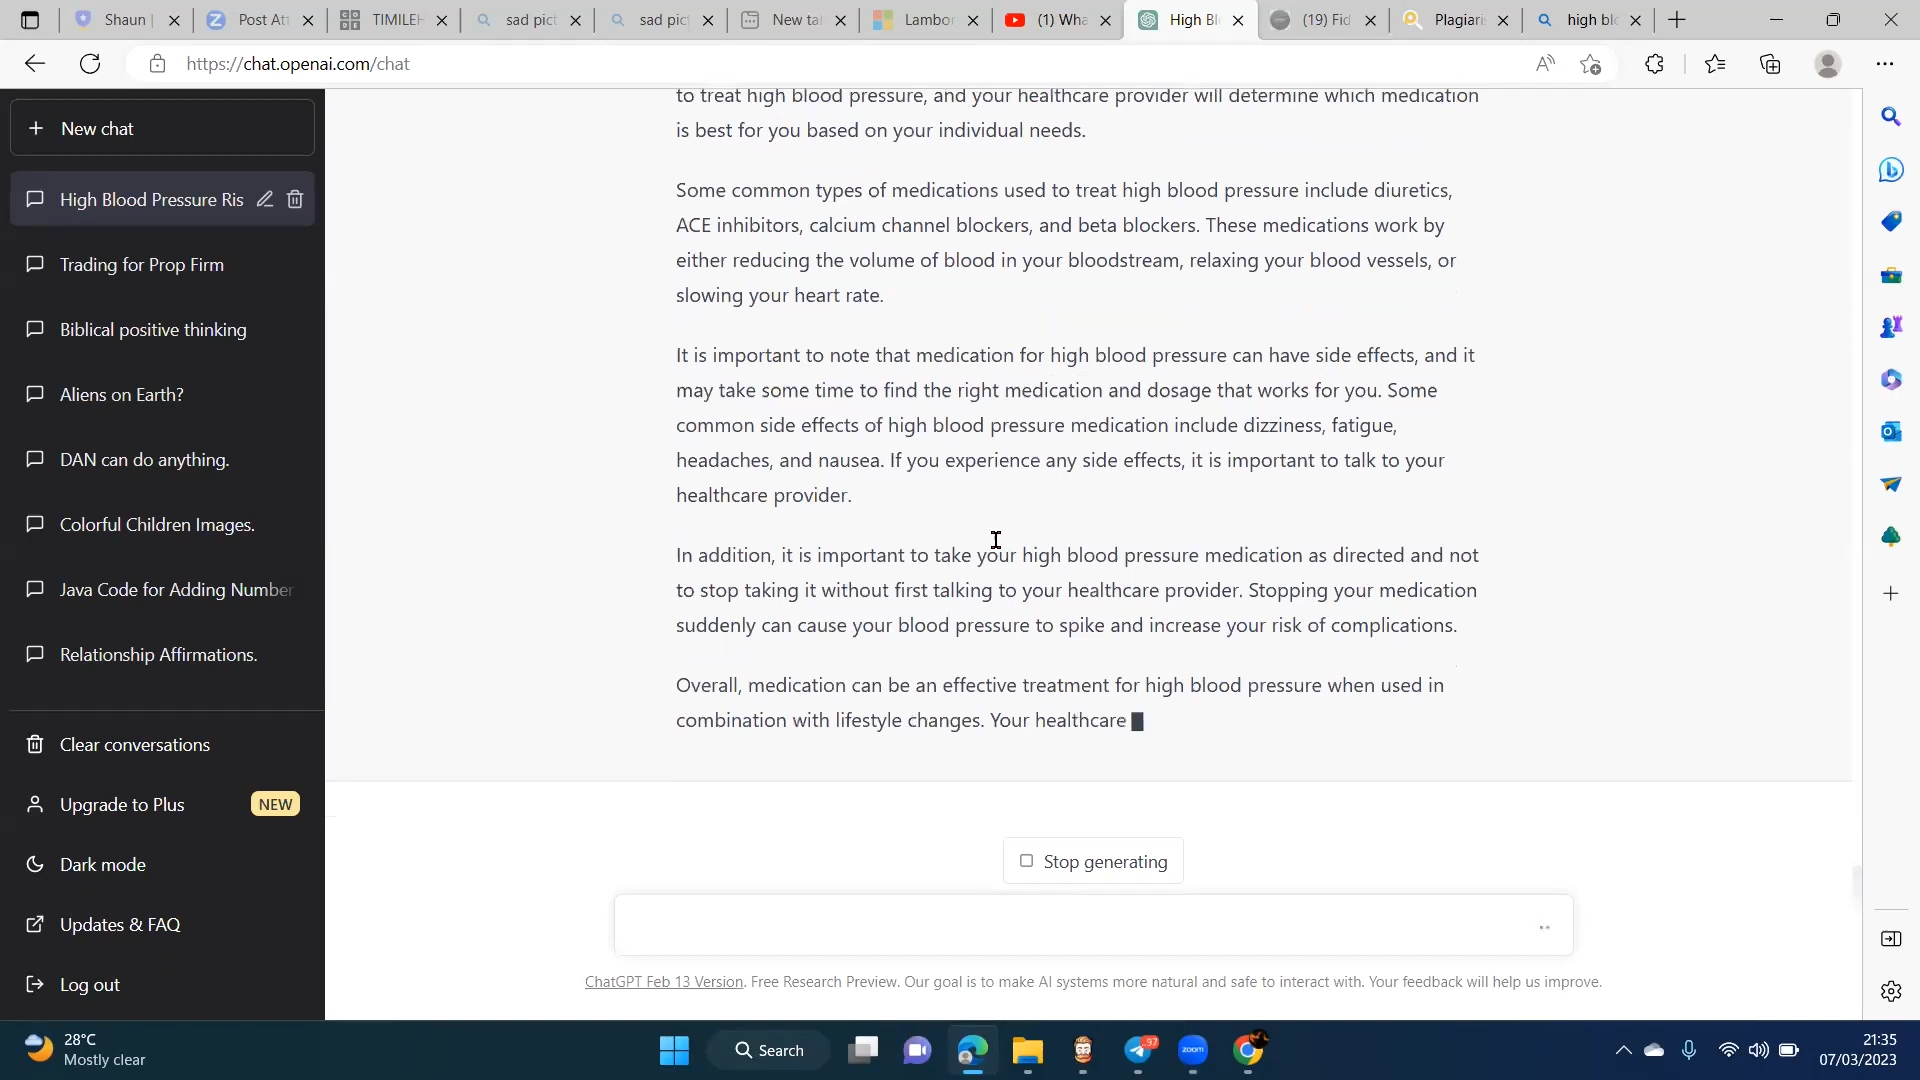 Shaun |
Post At
TIMILEH
sad pict
sad pic
New ta
Lambor
(1) Wha
High Bl
(19) Fid
Plagiari
high bl
https://chat.openai.com/chat
New chat
High Blood Pressure Ris
Trading for Prop Firm
Biblical positive thinking
Aliens on Earth?
DAN can do anything.
Colorful Children Images.
Java Code for Adding Number
Relationship Affirmations.
Clear conversations
Upgrade to Plus
NEW
Dark mode
Updates & FAQ
Log out
to treat high blood pressure, and your healthcare provider will determine which medication
is best for you based on your individual needs.
Some common types of medications used to treat high blood pressure include diuretics,
ACE inhibitors, calcium channel blockers, and beta blockers. These medications work by
either reducing the volume of blood in your bloodstream, relaxing your blood vessels, or
slowing your heart rate.
It is important to note that medication for high blood pressure can have side effects, and it
may take some time to find the right medication and dosage that works for you. Some
common side effects of high blood pressure medication include dizziness, fatigue,
headaches, and nausea. If you experience any side effects, it is important to talk to your
healthcare provider.
In addition, it is important to take your high blood pressure medication as directed and not
to stop taking it without first talking to your healthcare provider. Stopping your medication
suddenly can cause your blood pressure to spike and increase your risk of complications.
Overall, medication can be an effective treatment for high blood pressure when used in
combination with lifestyle changes. Your healthcare
Stop generating
ChatGPT Feb 13 Version. Free Research Preview. Our goal is to make AI systems more natural and safe to interact with. Your feedback will help us improve.
28°C
Mostly clear
Search
97
zoom
21:35
07/03/2023